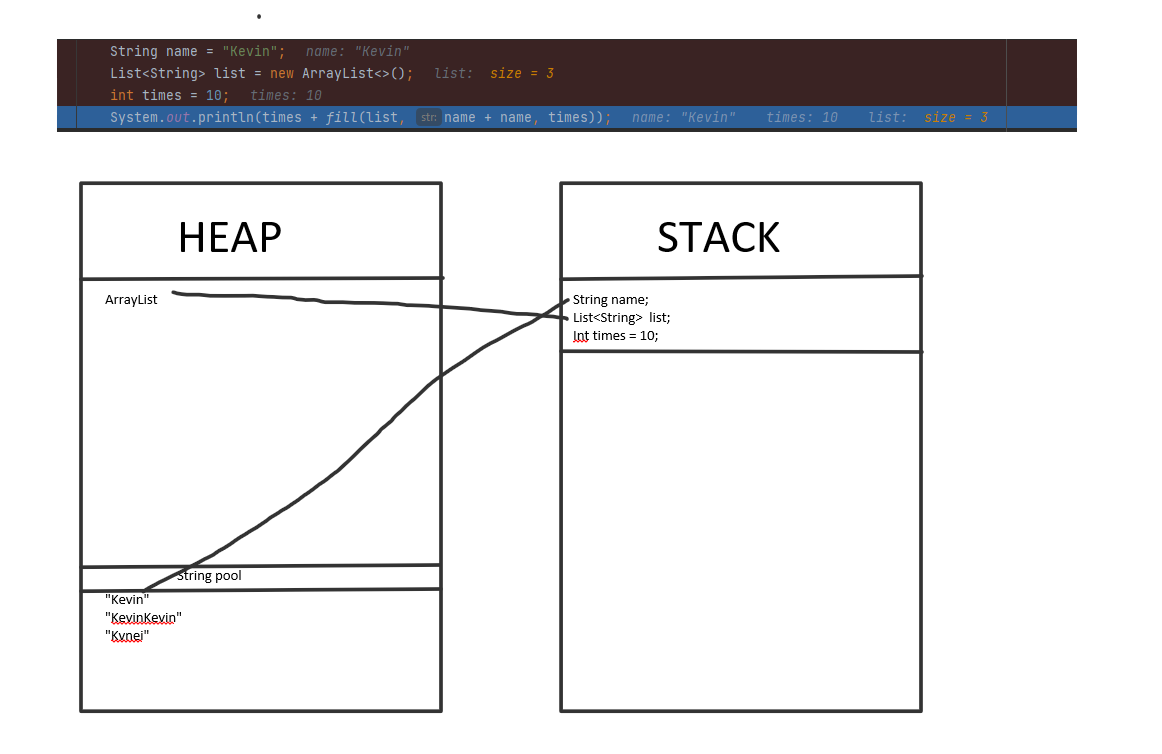 String name = "Kevin";   name: "Kevin"
List<String> list = new ArrayList<>();   list:  size = 3
int times = 10;   times: 10
System.out.println(times + fill(list, str: name + name, times));   name: "Kevin"    times: 10    list:  size = 3
HEAP
STACK
ArrayList
String name;
List<String>  list;
Int times = 10;
String pool
"Kevin"
"KevinKevin"
"Kvnei"